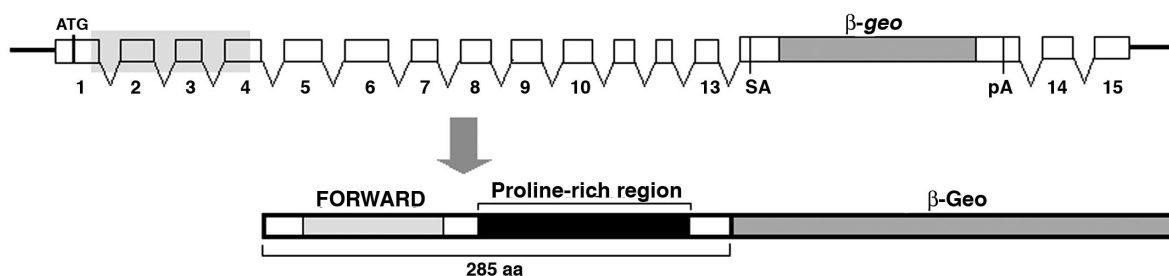 ATG β-geo
1 2 3 4 5 6 7 8 9 10 13 SA pA 14 15
FORWARD Proline-rich region β-Geo
285 aa